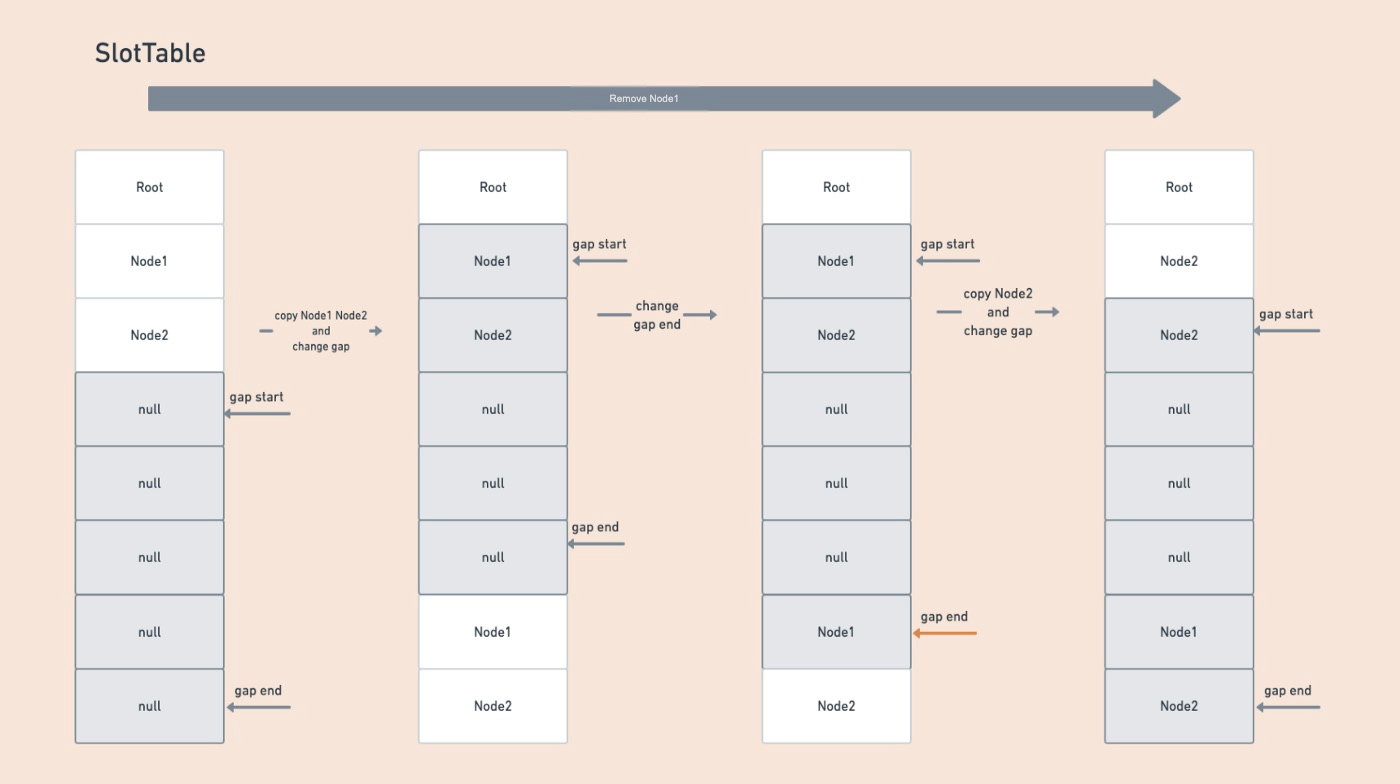 SlotTable
Remove Node1
Root
Node1
Node2
null
null
null
null
null
gap start
gap end
copy Node1 Node2
and
change gap
Root
Node1
Node2
null
null
null
Node1
Node2
gap start
gap end
change
gap end
Root
Node1
Node2
null
null
null
Node1
Node2
gap start
gap end
copy Node2
and
change gap
Root
Node2
Node2
null
null
null
Node1
Node2
gap start
gap end